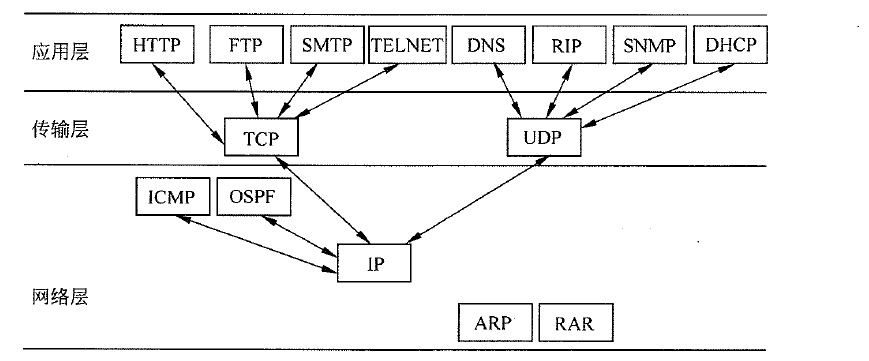 应用层 HTTP FTP SMTP TELNET DNS RIP SNMP DHCP
传输层 TCP UDP
ICMP OSPF
IP
网络层
ARP RAR